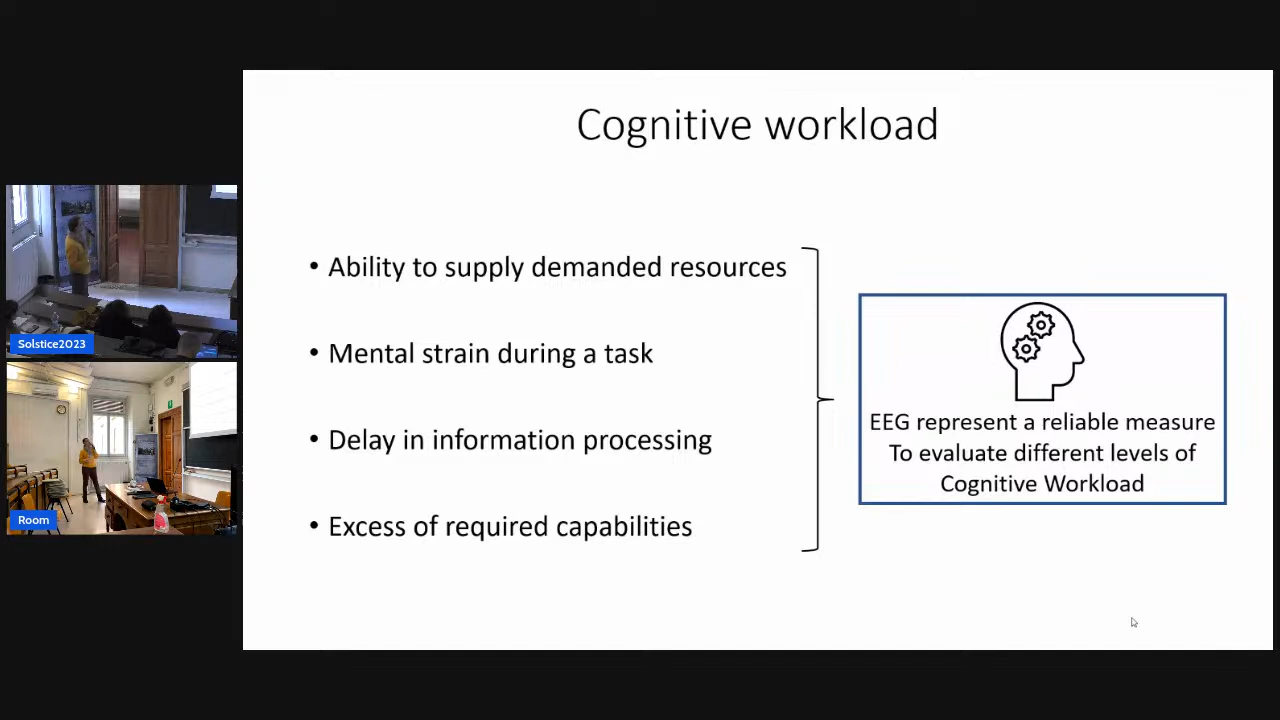 Cognitive workload
• Ability to supply demanded resources
• Mental strain during a task
• Delay in information processing
• Excess of required capabilities
EEG represent a reliable measure
To evaluate different levels of
Cognitive Workload
Solstice2023
Room